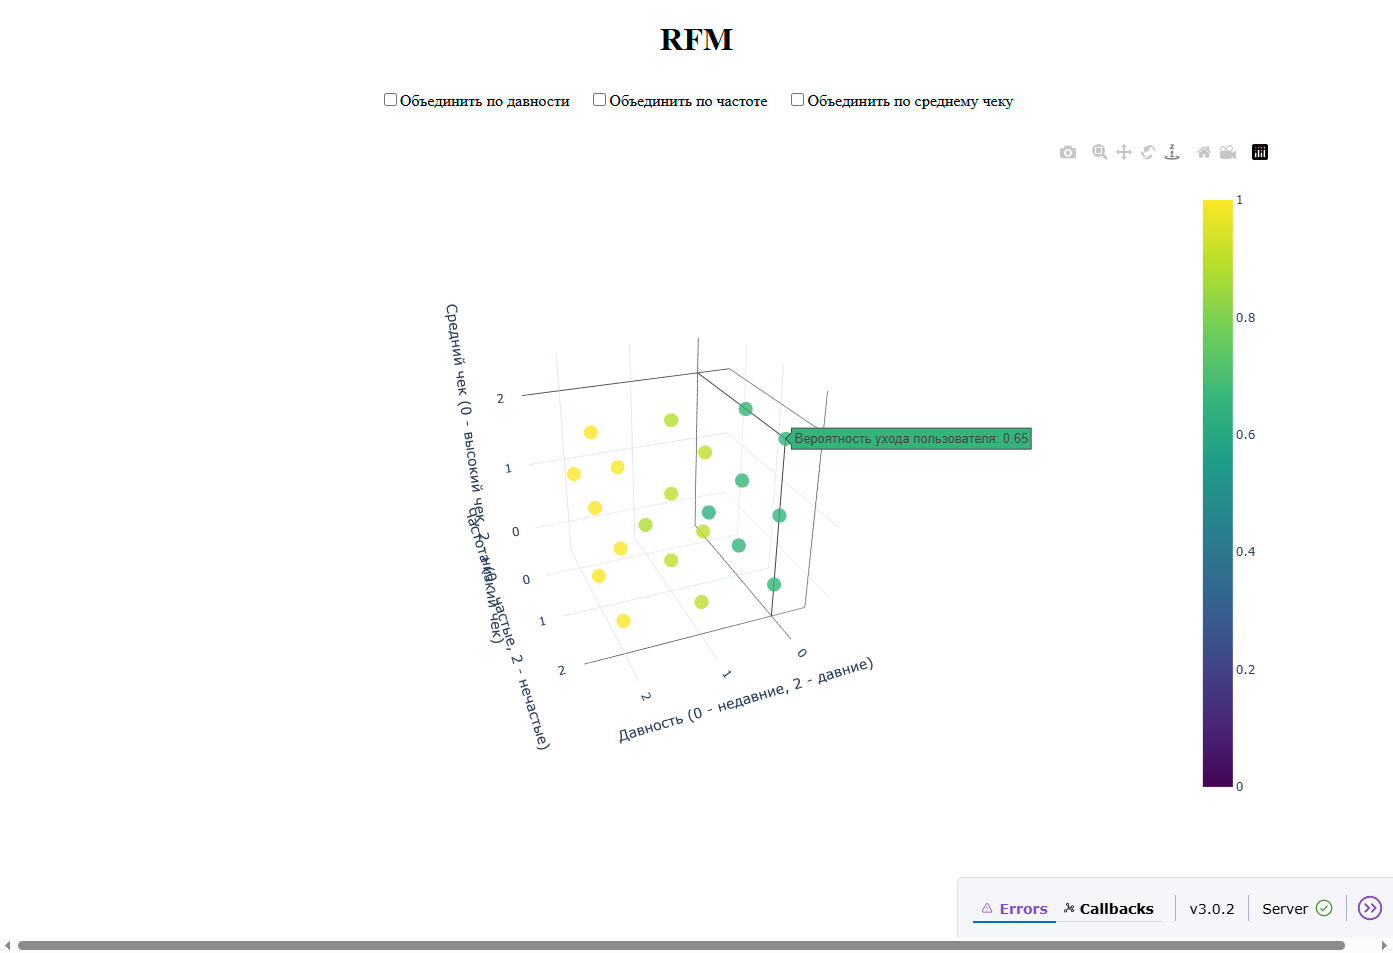 RFM
Объединить по давности
Объединить по частоте
Объединить по среднему чеку
z
1
0.8
0.6
0.4
0.2
0
Средний чек (0 - высокий чек, 2 - низкий чек)
2
1
0
Вероятность ухода пользователя: 0.65
Частота (0 - частые, 2 - нечастые)
0
1
2
Давность (0 - недавние, 2 - давние)
2
1
0
Errors
Callbacks
v3.0.2
Server